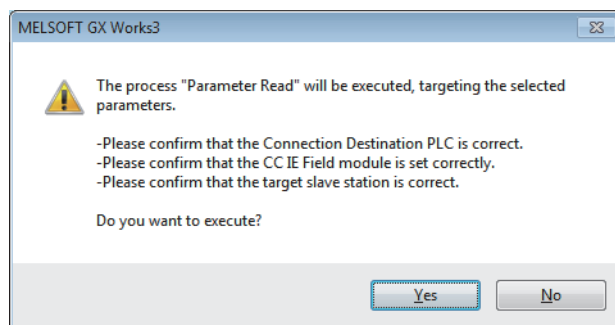 MELSOFT GX Works3
The process "Parameter Read" will be executed, targeting the selected
parameters.
-Please confirm that the Connection Destination PLC is correct.
-Please confirm that the CC IE Field module is set correctly.
-Please confirm that the target slave station is correct.
Do you want to execute?
Yes
No